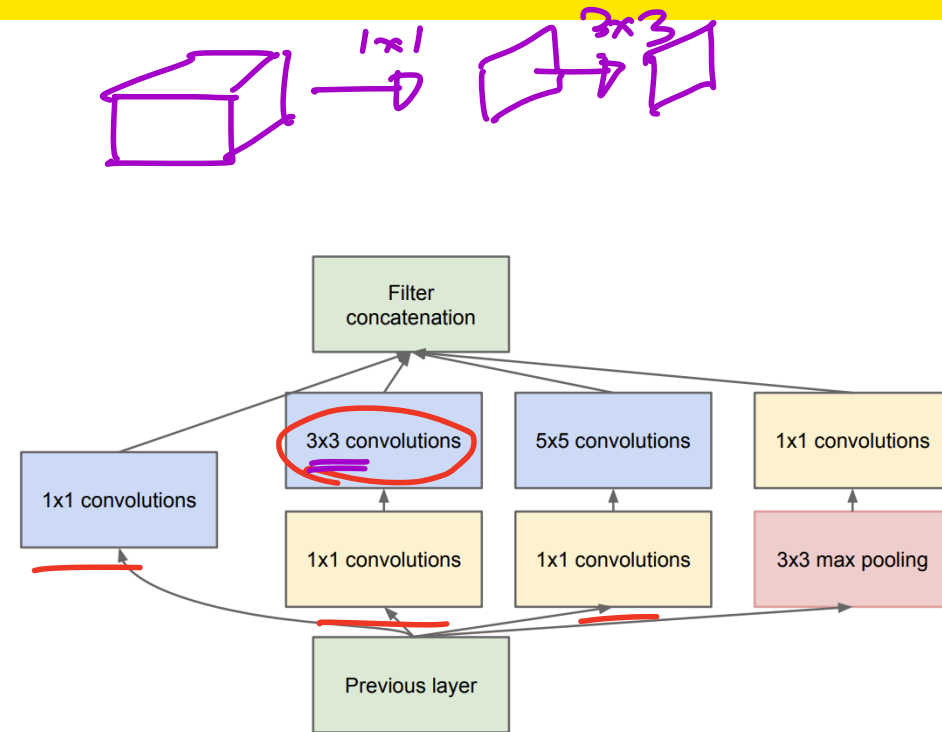 1x1
3x3
Filter
concatenation
3x3 convolutions
5x5 convolutions
1x1 convolutions
1x1 convolutions
1x1 convolutions
1x1 convolutions
3x3 max pooling
Previous layer